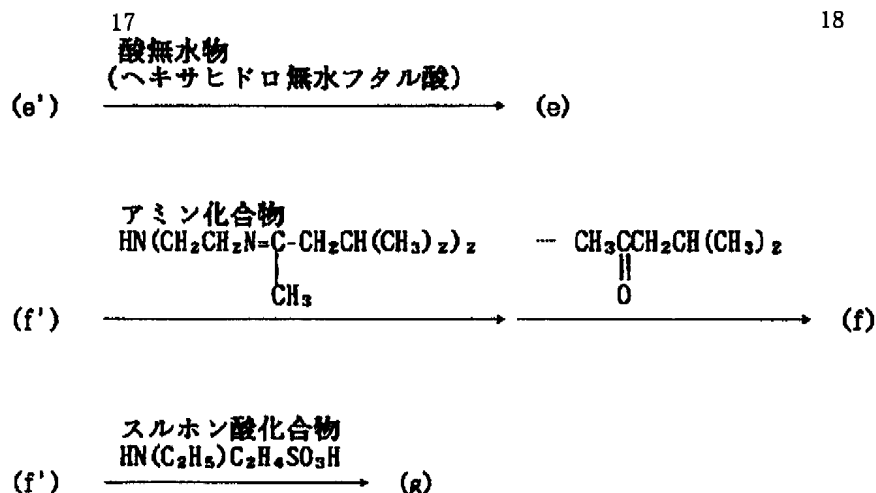 17 18
酸無水物
(ヘキサヒドロ無水フタル酸)
(e') (e)
アミン化合物
HN(CH₂CH₂N=C-CH₂CH(CH₃)₂)₂ ··· CH₃CCH₂CH(CH₃)₂
CH₃ O
(f') (f)
スルホン酸化合物
HN(C₂H₅)C₂H₄SO₃H
(f') (g)